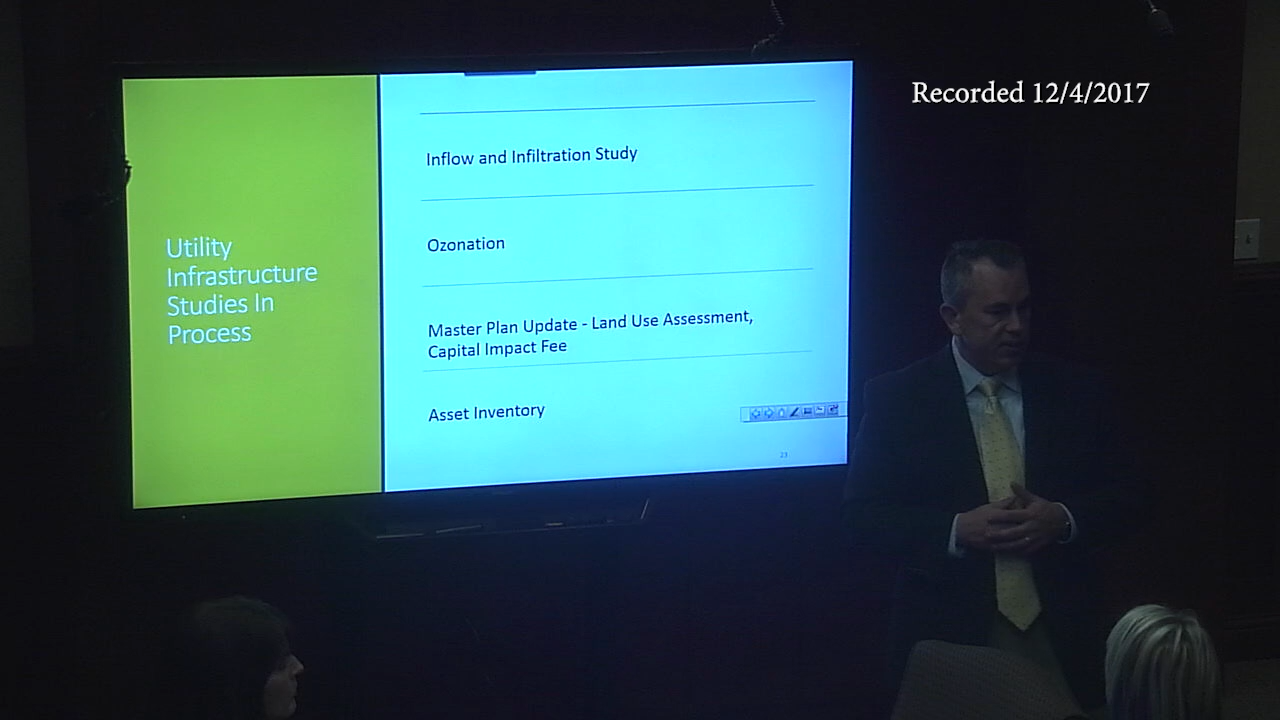 Recorded 12/4/2017
Utility
Infrastructure
Studies In
Process
Inflow and Infiltration Study
Ozonation
Master Plan Update - Land Use Assessment,
Capital Impact Fee
Asset Inventory
23